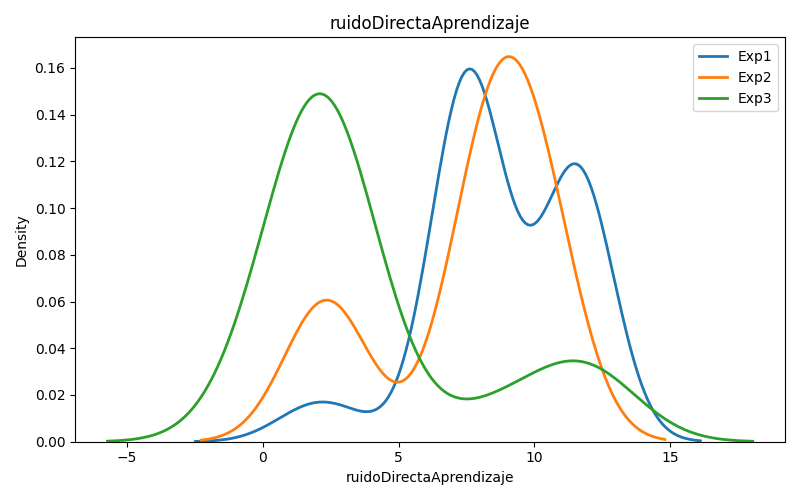 ruidoDirectaAprendizaje
Exp1
Exp2
Exp3
Density
0.16
0.14
0.12
0.10
0.08
0.06
0.04
0.02
0.00
−5
0
5
10
15
ruidoDirectaAprendizaje